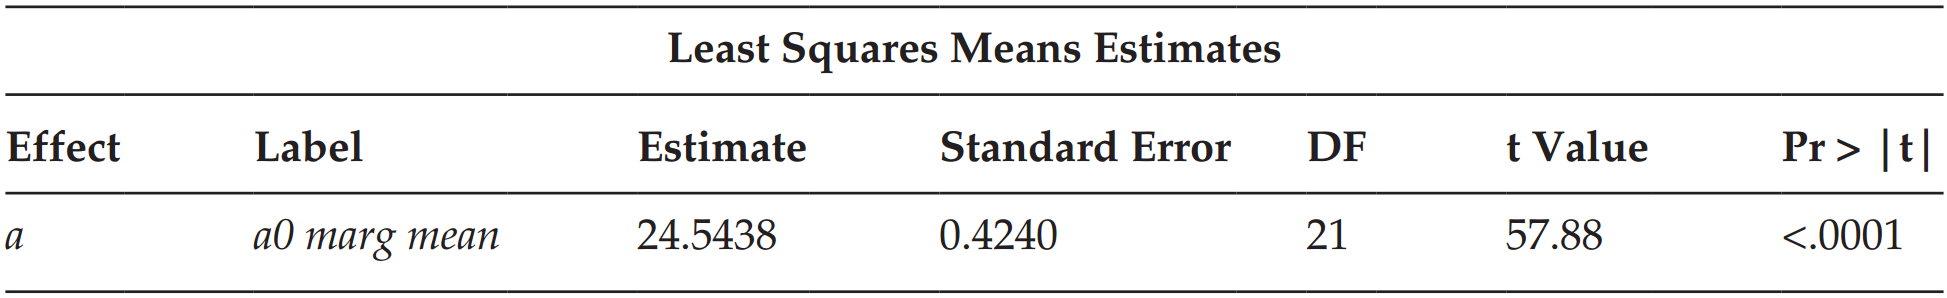 Least Squares Means Estimates
Effect Label Estimate Standard Error DF t Value Pr > |t|
a a0 marg mean 24.5438 0.4240 21 57.88 <.0001